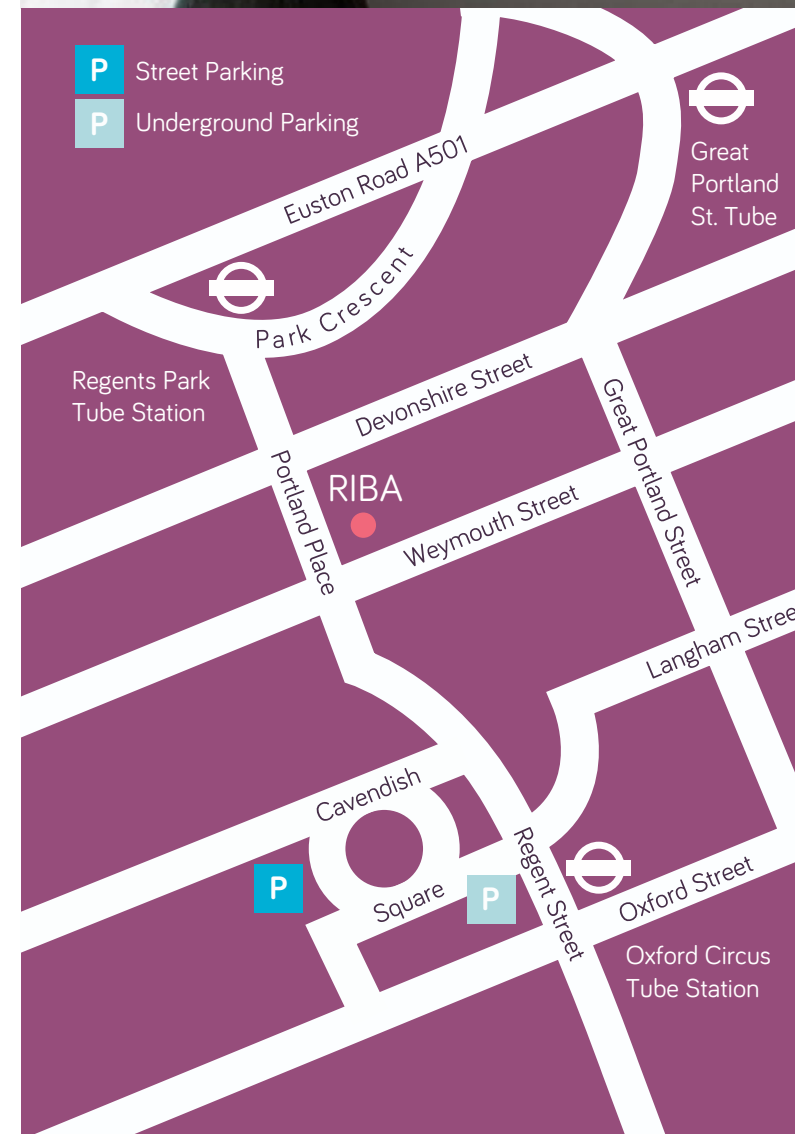 P Street Parking
P Underground Parking
Great
Portland
St. Tube
Euston Road A501
Park Crescent
Regents Park
Tube Station
Devonshire Street
Great Portland Street
Portland Place
RIBA
Weymouth Street
Langham Stree
Cavendish
Square
P
P
Regent Street
Oxford Street
Oxford Circus
Tube Station